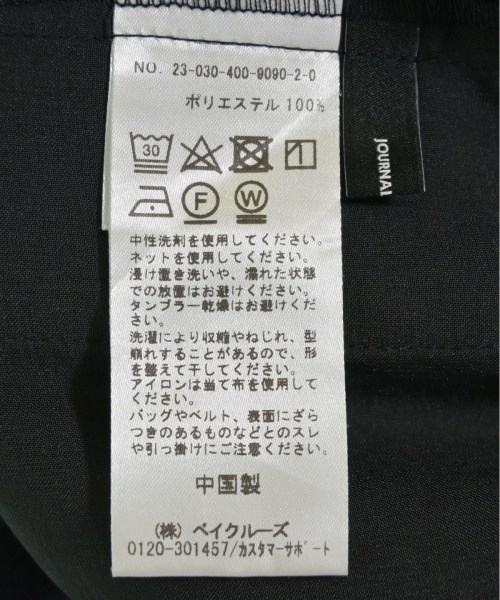 NO. 23-030-400-9090-2-0
ポリエステル 100%
30
F
W
中性洗剤を使用してください。
ネットを使用してください。
浸け置き洗いや、濡れた状態
での放置はお避けください。
タンブラー乾燥はお避けくだ
さい。
洗濯により収縮やねじれ、型
崩れすることがあるので、形
を整えて干してください。
アイロンは当て布を使用して
ください。
バッグやベルト、表面にざら
つきのあるものなどとのスレ
や引っ掛けにご注意ください。
中国製
(株) ベイクルーズ
0120-301457/カスタマーサポート
JOURNAL